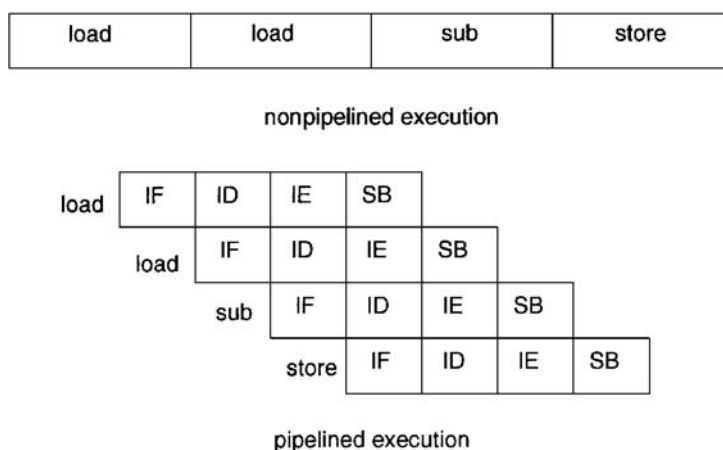 load load sub store
nonpipelined execution
load IF ID IE SB
load IF ID IE SB
sub IF ID IE SB
store IF ID IE SB
pipelined execution